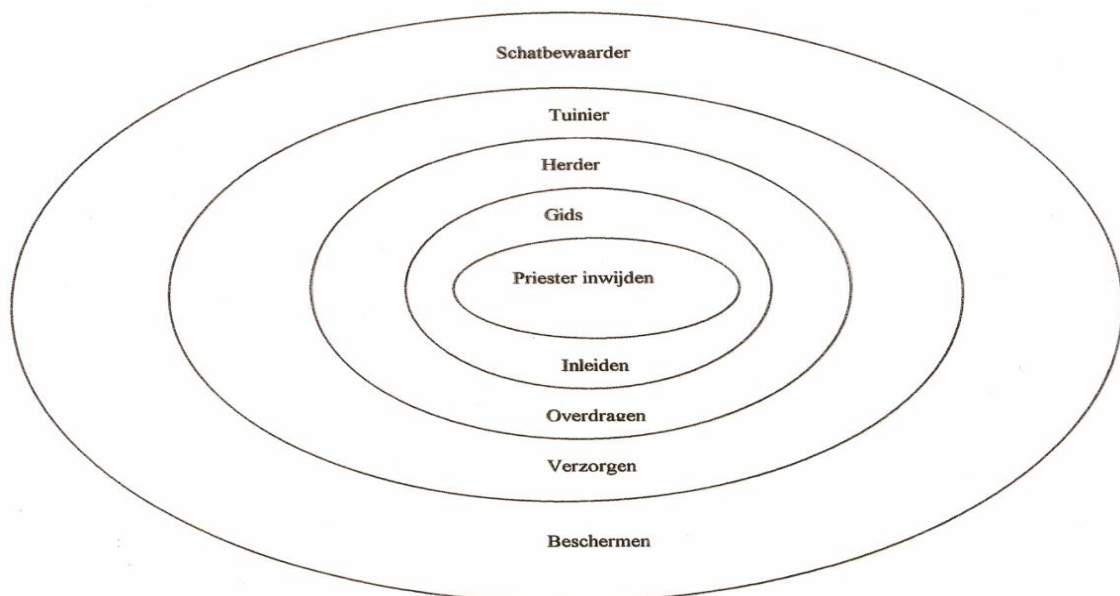 Schatbewaarder
Tuinier
Herder
Gids
Priester inwijden
Inleiden
Overdragen
Verzorgen
Beschermen